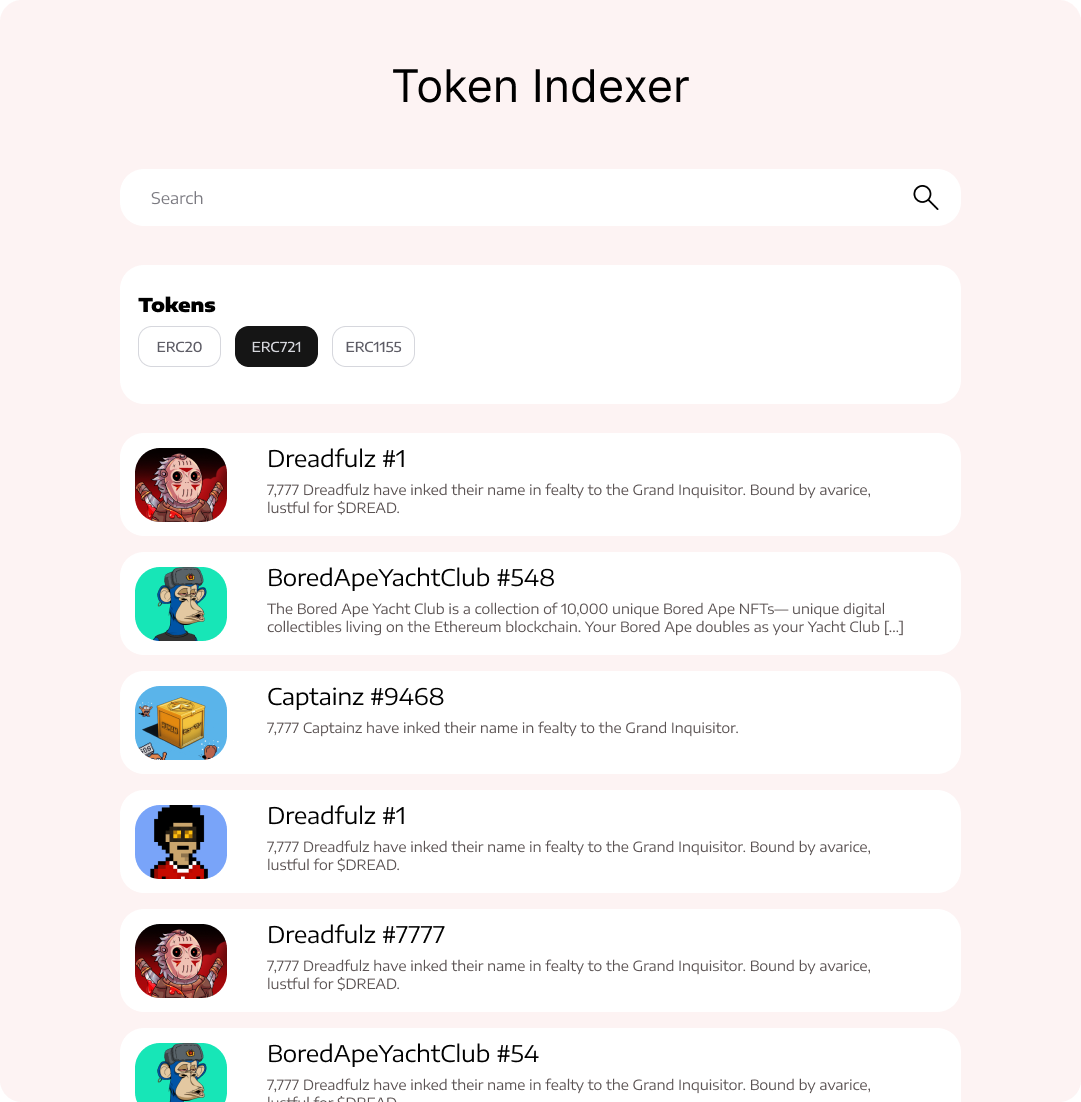 Token Indexer
Search
Tokens
ERC20
ERC721
ERC1155
Dreadfulz #1
7,777 Dreadfulz have inked their name in fealty to the Grand Inquisitor. Bound by avarice,
lustful for $DREAD.
BoredApeYachtClub #548
The Bored Ape Yacht Club is a collection of 10,000 unique Bored Ape NFTs— unique digital
collectibles living on the Ethereum blockchain. Your Bored Ape doubles as your Yacht Club [...]
Captainz #9468
7,777 Captainz have inked their name in fealty to the Grand Inquisitor.
Dreadfulz #1
7,777 Dreadfulz have inked their name in fealty to the Grand Inquisitor. Bound by avarice,
lustful for $DREAD.
Dreadfulz #7777
7,777 Dreadfulz have inked their name in fealty to the Grand Inquisitor. Bound by avarice,
lustful for $DREAD.
BoredApeYachtClub #54
7,777 Dreadfulz have inked their name in fealty to the Grand Inquisitor. Bound by avarice,
lustful for $DREAD.